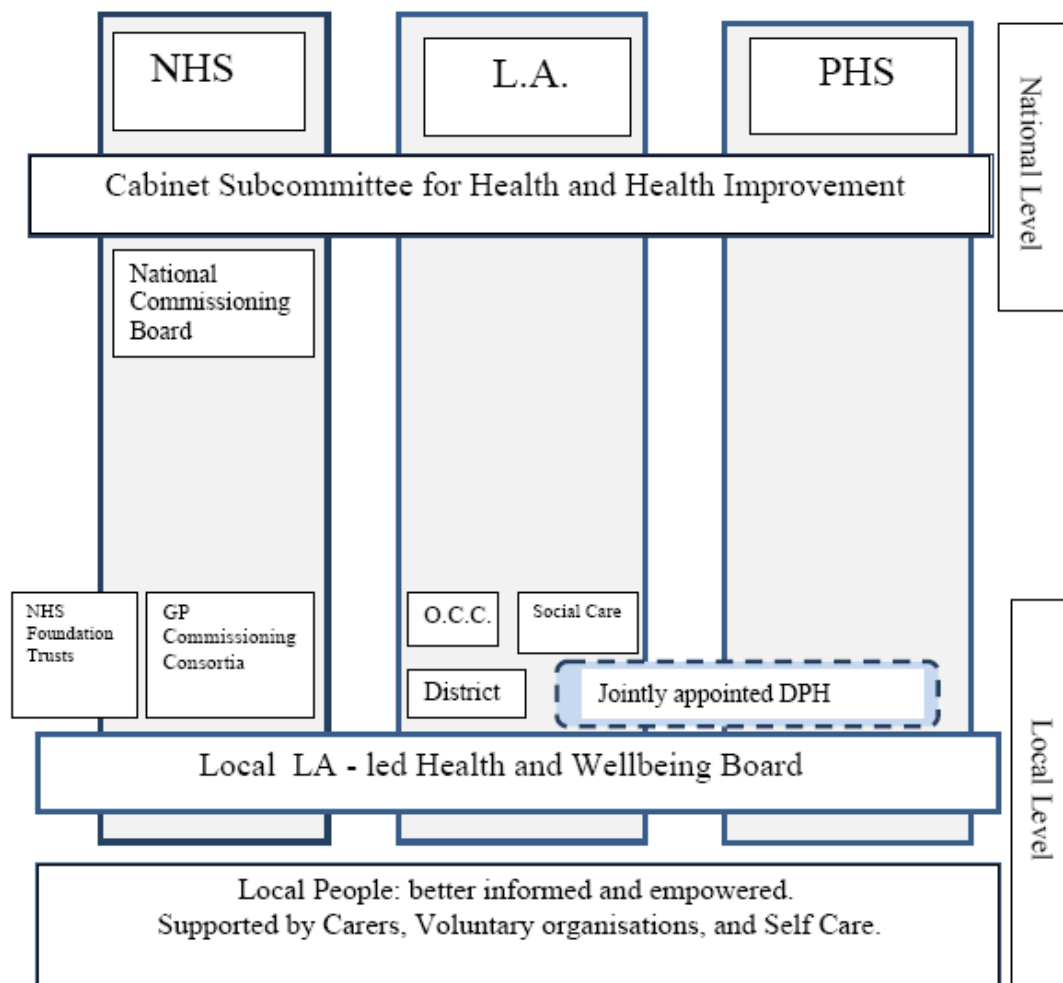 NHS
L.A.
PHS
National Level
Cabinet Subcommittee for Health and Health Improvement
National
Commissioning
Board
NHS
Foundation
Trusts
GP
Commissioning
Consortia
O.C.C.
Social Care
District
Jointly appointed DPH
Local LA - led Health and Wellbeing Board
Local Level
Local People: better informed and empowered.
Supported by Carers, Voluntary organisations, and Self Care.